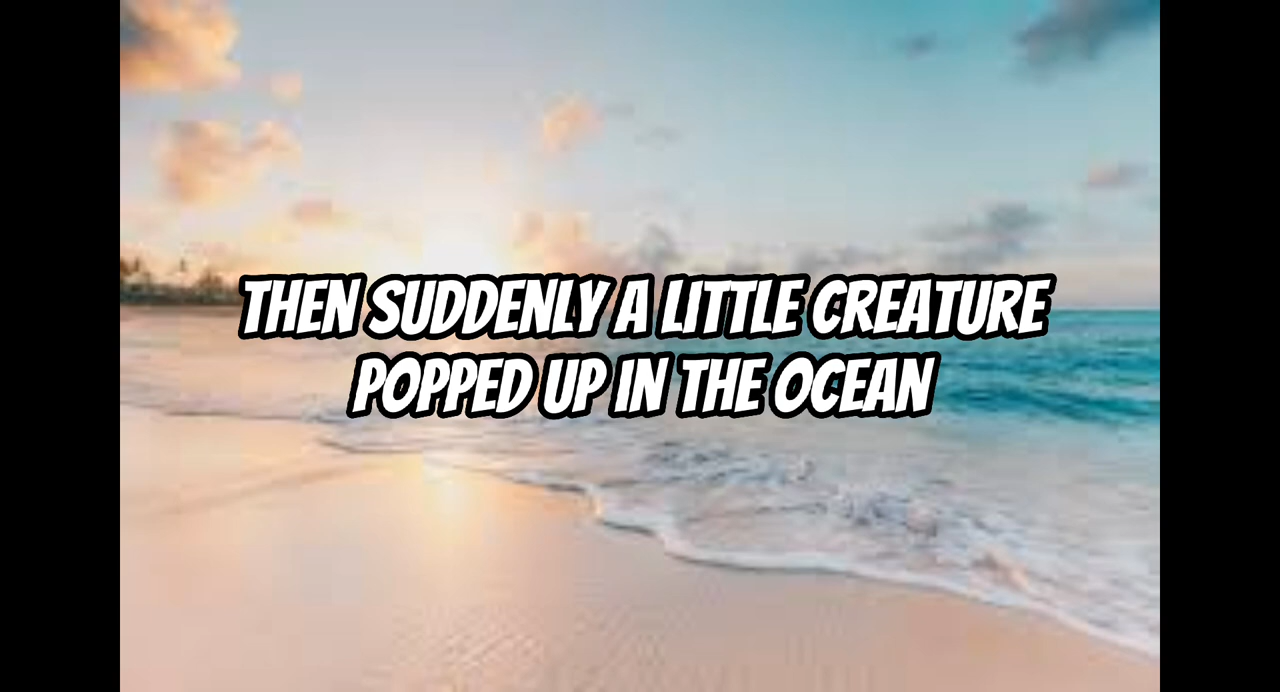 THEN SUDDENLY A LITTLE CREATURE
POPPED UP IN THE OCEAN